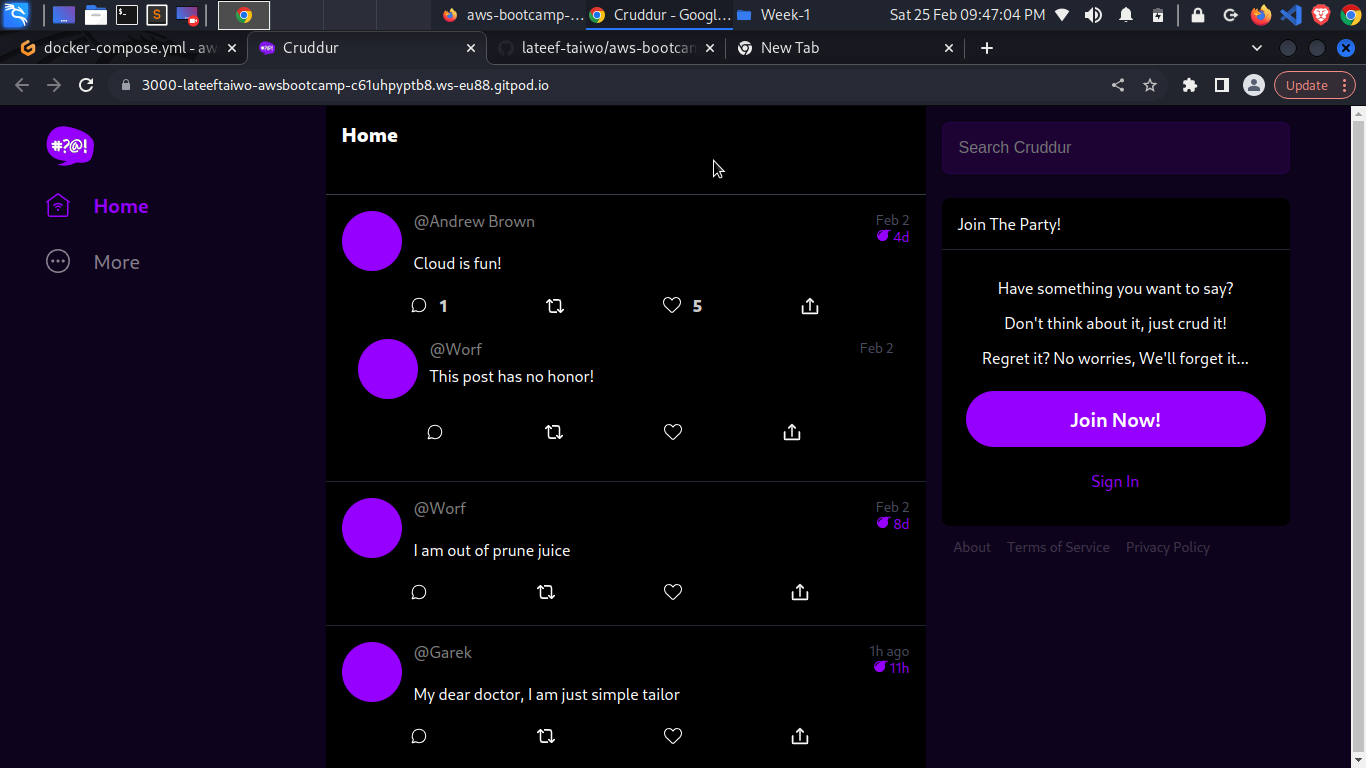 aws-bootcamp-...
Cruddur - Googl...
Week-1
Sat 25 Feb 09:47:04 PM
docker-compose.yml - aw
Cruddur
lateef-taiwo/aws-bootcan
New Tab
3000-lateeftaiwo-awsbootcamp-c61uhpyptb8.ws-eu88.gitpod.io
Update
#?@!
Home
More
Home
@Andrew Brown
Feb 2
4d
Cloud is fun!
1
5
@Worf
Feb 2
This post has no honor!
@Worf
Feb 2
8d
I am out of prune juice
@Garek
1h ago
11h
My dear doctor, I am just simple tailor
Search Cruddur
Join The Party!
Have something you want to say?
Don't think about it, just crud it!
Regret it? No worries, We'll forget it...
Join Now!
Sign In
About Terms of Service Privacy Policy